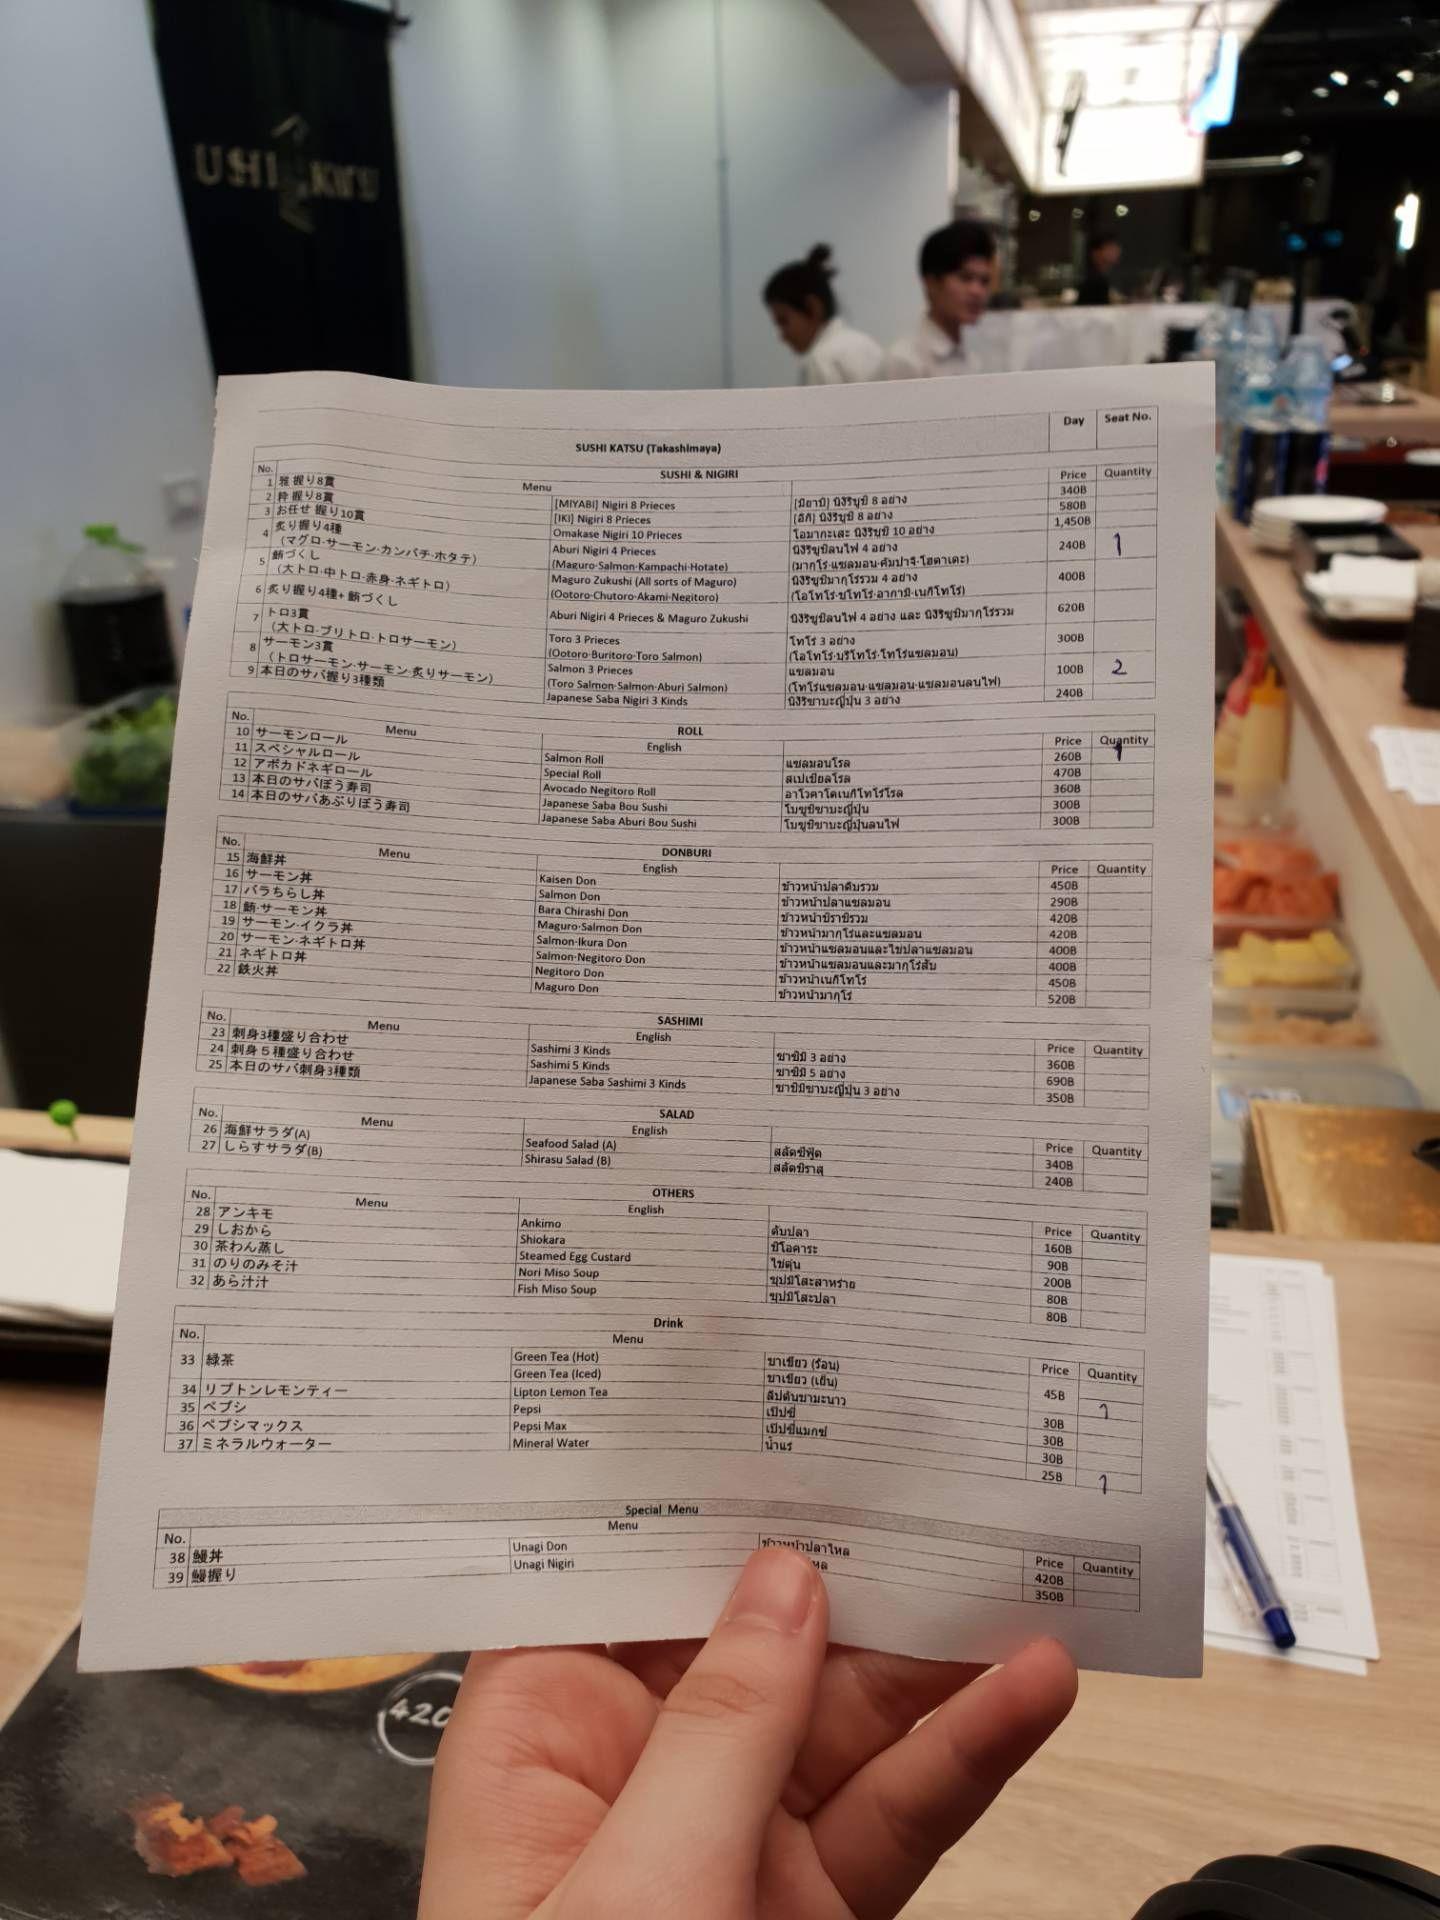 SUSHI KATSU
Day Seat No.
SUSHI KATSU (Takashimaya)
SUSHI & NIGIRI
No. Menu Price Quantity
1 雅 握り8貫 [MIYABI] Nigiri 8 Prieces [มิยาบิ] นิงิริซูชิ 8 อย่าง 340B
2 粋 握り8貫 [IKI] Nigiri 8 Prieces [อิกิ] นิงิริซูชิ 8 อย่าง 580B
3 お任せ 握り10貫 Omakase Nigiri 10 Prieces โอมากะเสะ นิงิริซูชิ 10 อย่าง 1,450B
4 炙り握り4種 Aburi Nigiri 4 Prieces นิงิริซูชิลนไฟ 4 อย่าง 240B 1
（マグロ·サーモン·カンパチ·ホタテ） (Maguro·Salmon·Kampachi·Hotate) (มากุโร่·แซลมอน·คัมปาจิ·โฮตาเตะ)
5 鮪づくし Maguro Zukushi (All sorts of Maguro) นิงิริซูชิมากุโร่รวม 4 อย่าง 400B
（大トロ·中トロ·赤身·ネギトロ） (Ootoro·Chutoro·Akami·Negitoro) (โอโทโร่·ชูโทโร่·อากามิ·เนกิโทโร่)
6 炙り握り4種+ 鮪づくし Aburi Nigiri 4 Prieces & Maguro Zukushi นิงิริซูชิลนไฟ 4 อย่าง และ นิงิริซูชิมากุโร่รวม 620B
7 トロ3貫 Toro 3 Prieces โทโร่ 3 อย่าง 300B
（大トロ·ブリトロ·トロサーモン） (Ootoro·Buritoro·Toro Salmon) (โอโทโร่·บุริโทโร่·โทโร่แซลมอน)
8 サーモン3貫 Salmon 3 Prieces แซลมอน 100B 2
（トロサーモン·サーモン·炙りサーモン） (Toro Salmon·Salmon·Aburi Salmon) (โทโร่แซลมอน·แซลมอน·แซลมอนลนไฟ)
9 本日のサバ握り3種類 Japanese Saba Nigiri 3 Kinds นิงิริซาบะญี่ปุ่น 3 อย่าง 240B
ROLL
No. Menu English Price Quantity
10 サーモンロール Salmon Roll แซลมอนโรล 260B 1
11 スペシャルロール Special Roll สเปเชียลโรล 470B
12 アボカドネギロール Avocado Negitoro Roll อาโวคาโดเนกิโทโร่โรล 360B
13 本日のサバぼう寿司 Japanese Saba Bou Sushi โบซูชิซาบะญี่ปุ่น 300B
14 本日のサバあぶりぼう寿司 Japanese Saba Aburi Bou Sushi โบซูชิซาบะญี่ปุ่นลนไฟ 300B
DONBURI
No. Menu English Price Quantity
15 海鮮丼 Kaisen Don ข้าวหน้าปลาดิบรวม 450B
16 サーモン丼 Salmon Don ข้าวหน้าปลาแซลมอน 290B
17 バラちらし丼 Bara Chirashi Don ข้าวหน้าชิราชิรวม 420B
18 鮪·サーモン丼 Maguro·Salmon Don ข้าวหน้ามากุโร่และแซลมอน 420B
19 サーモン·イクラ丼 Salmon·Ikura Don ข้าวหน้าแซลมอนและไข่ปลาแซลมอน 400B
20 サーモン·ネギトロ丼 Salmon·Negitoro Don ข้าวหน้าแซลมอนและมากุโร่สับ 400B
21 ネギトロ丼 Negitoro Don ข้าวหน้าเนกิโทโร่ 450B
22 鉄火丼 Maguro Don ข้าวหน้ามากุโร่ 520B
SASHIMI
No. Menu English Price Quantity
23 刺身3種盛り合わせ Sashimi 3 Kinds ซาชิมิ 3 อย่าง 360B
24 刺身５種盛り合わせ Sashimi 5 Kinds ซาชิมิ 5 อย่าง 690B
25 本日のサバ刺身3種類 Japanese Saba Sashimi 3 Kinds ซาชิมิซาบะญี่ปุ่น 3 อย่าง 350B
SALAD
No. Menu English Price Quantity
26 海鮮サラダ(A) Seafood Salad (A) สลัดซีฟู้ด 340B
27 しらすサラダ(B) Shirasu Salad (B) สลัดชิราสุ 240B
OTHERS
No. Menu English Price Quantity
28 アンキモ Ankimo ตับปลา 160B
29 しおから Shiokara ชิโอคาระ 90B
30 茶わん蒸し Steamed Egg Custard ไข่ตุ๋น 200B
31 のりのみそ汁 Nori Miso Soup ซุปมิโสะสาหร่าย 80B
32 あら汁汁 Fish Miso Soup ซุปมิโสะปลา 80B
Drink
No. Menu Price Quantity
33 緑茶 Green Tea (Hot) ชาเขียว (ร้อน) 45B
Green Tea (Iced) ชาเขียว (เย็น) 1
34 リプトンレモンティー Lipton Lemon Tea ลิปตันชามะนาว 30B
35 ペプシ Pepsi เป๊ปซี่ 30B
36 ペプシマックス Pepsi Max เป๊ปซี่แมกซ์ 30B
37 ミネラルウォーター Mineral Water น้ำแร่ 25B 1
Special Menu
No. Menu Price Quantity
38 鰻丼 Unagi Don ข้าวหน้าปลาไหล 420B
39 鰻握り Unagi Nigiri 350B
420